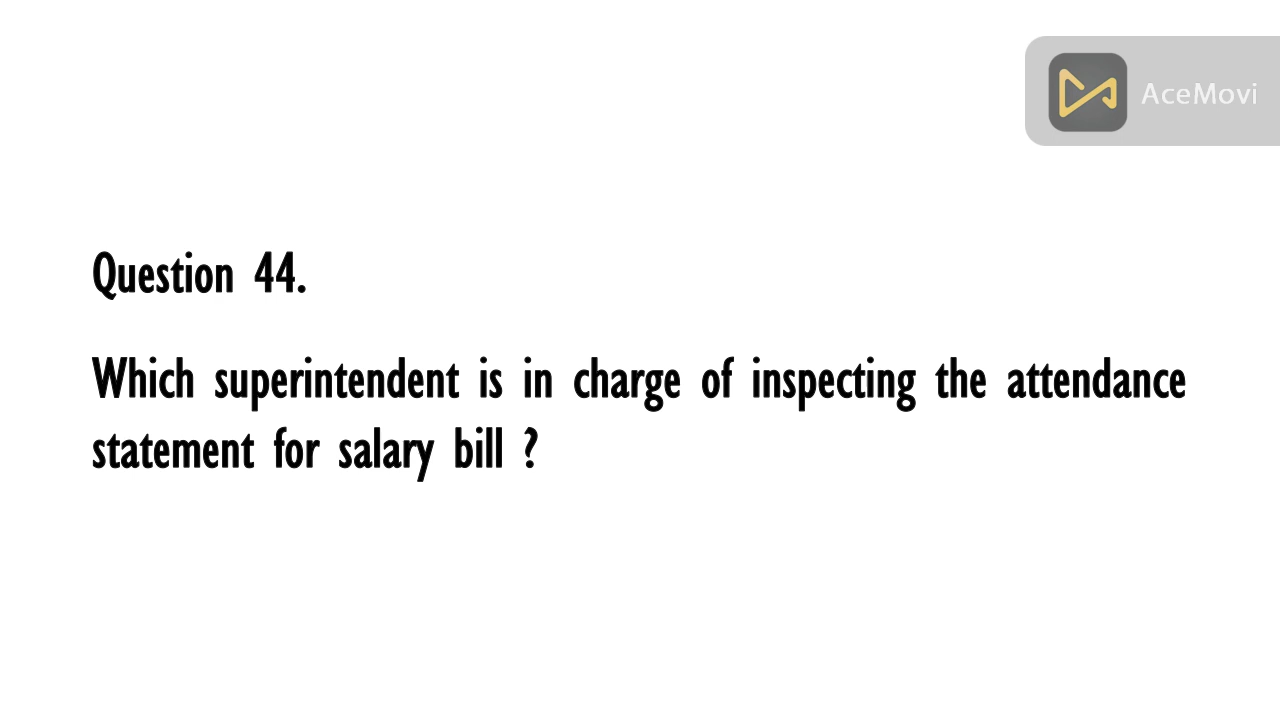 AceMovi
Question 44.
Which superintendent is in charge of inspecting the attendance
statement for salary bill ?